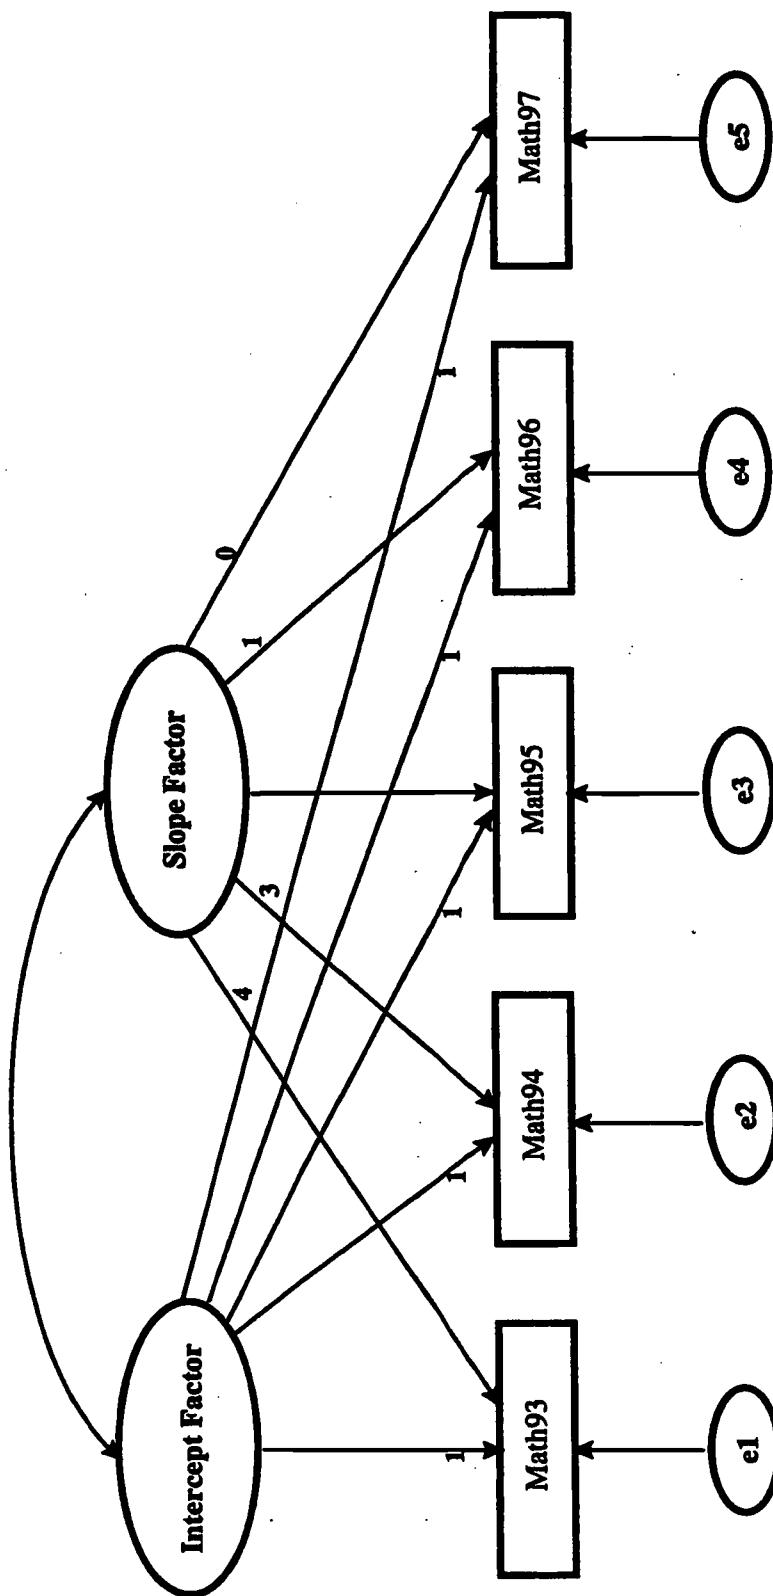 Intercept Factor
Slope Factor
4
3
1
0
1
1
1
1
1
Math93
Math94
Math95
Math96
Math97
e1
e2
e3
e4
e5